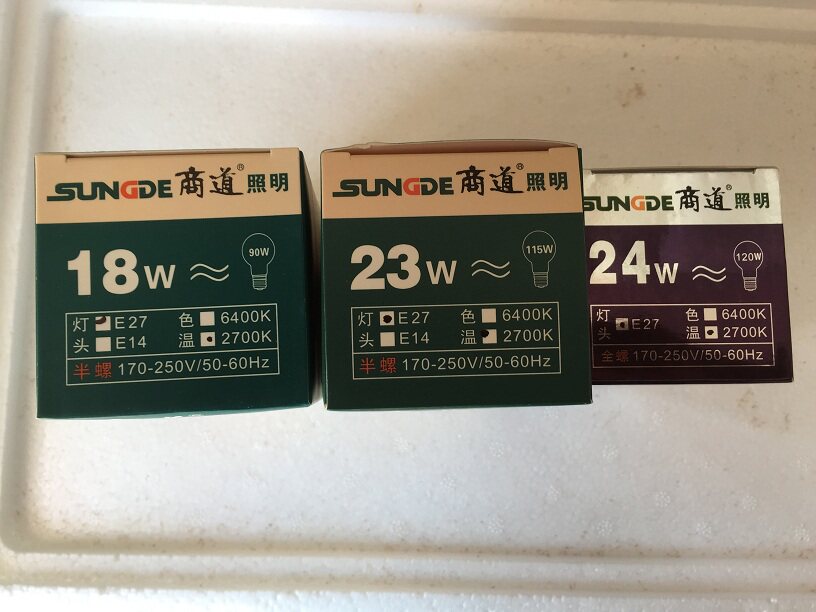 SUNGDE 商道® 照明
18W ≈ 90W
灯头 E27 E14
色温 6400K 2700K
半螺 170-250V/50-60Hz
SUNGDE 商道® 照明
23W ≈ 115W
灯头 E27 E14
色温 6400K 2700K
半螺 170-250V/50-60Hz
SUNGDE 商道® 照明
24W ≈ 120W
灯头 E27
色温 6400K 2700K
全螺 170-250V/50-60Hz